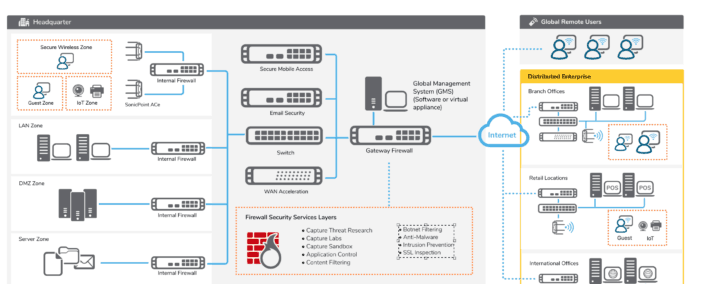 Headquarter
Secure Wireless Zone
Guest Zone
IoT Zone
SonicPoint ACe
Internal Firewall
LAN Zone
Internal Firewall
DMZ Zone
Internal Firewall
Server Zone
Internal Firewall
Secure Mobile Access
Email Security
Switch
WAN Acceleration
Global Management
System (GMS)
(Software or virtual
appliance)
Gateway Firewall
Firewall Security Services Layers
• Capture Threat Research
• Capture Labs
• Capture Sandbox
• Application Control
• Content Filtering
• Botnet Filtering
• Anti-Malware
• Intrusion Prevention
• SSL Inspection
Internet
Global Remote Users
Distributed Enterprise
Branch Offices
Retail Locations
POS
POS
Guest
IoT
International Offices